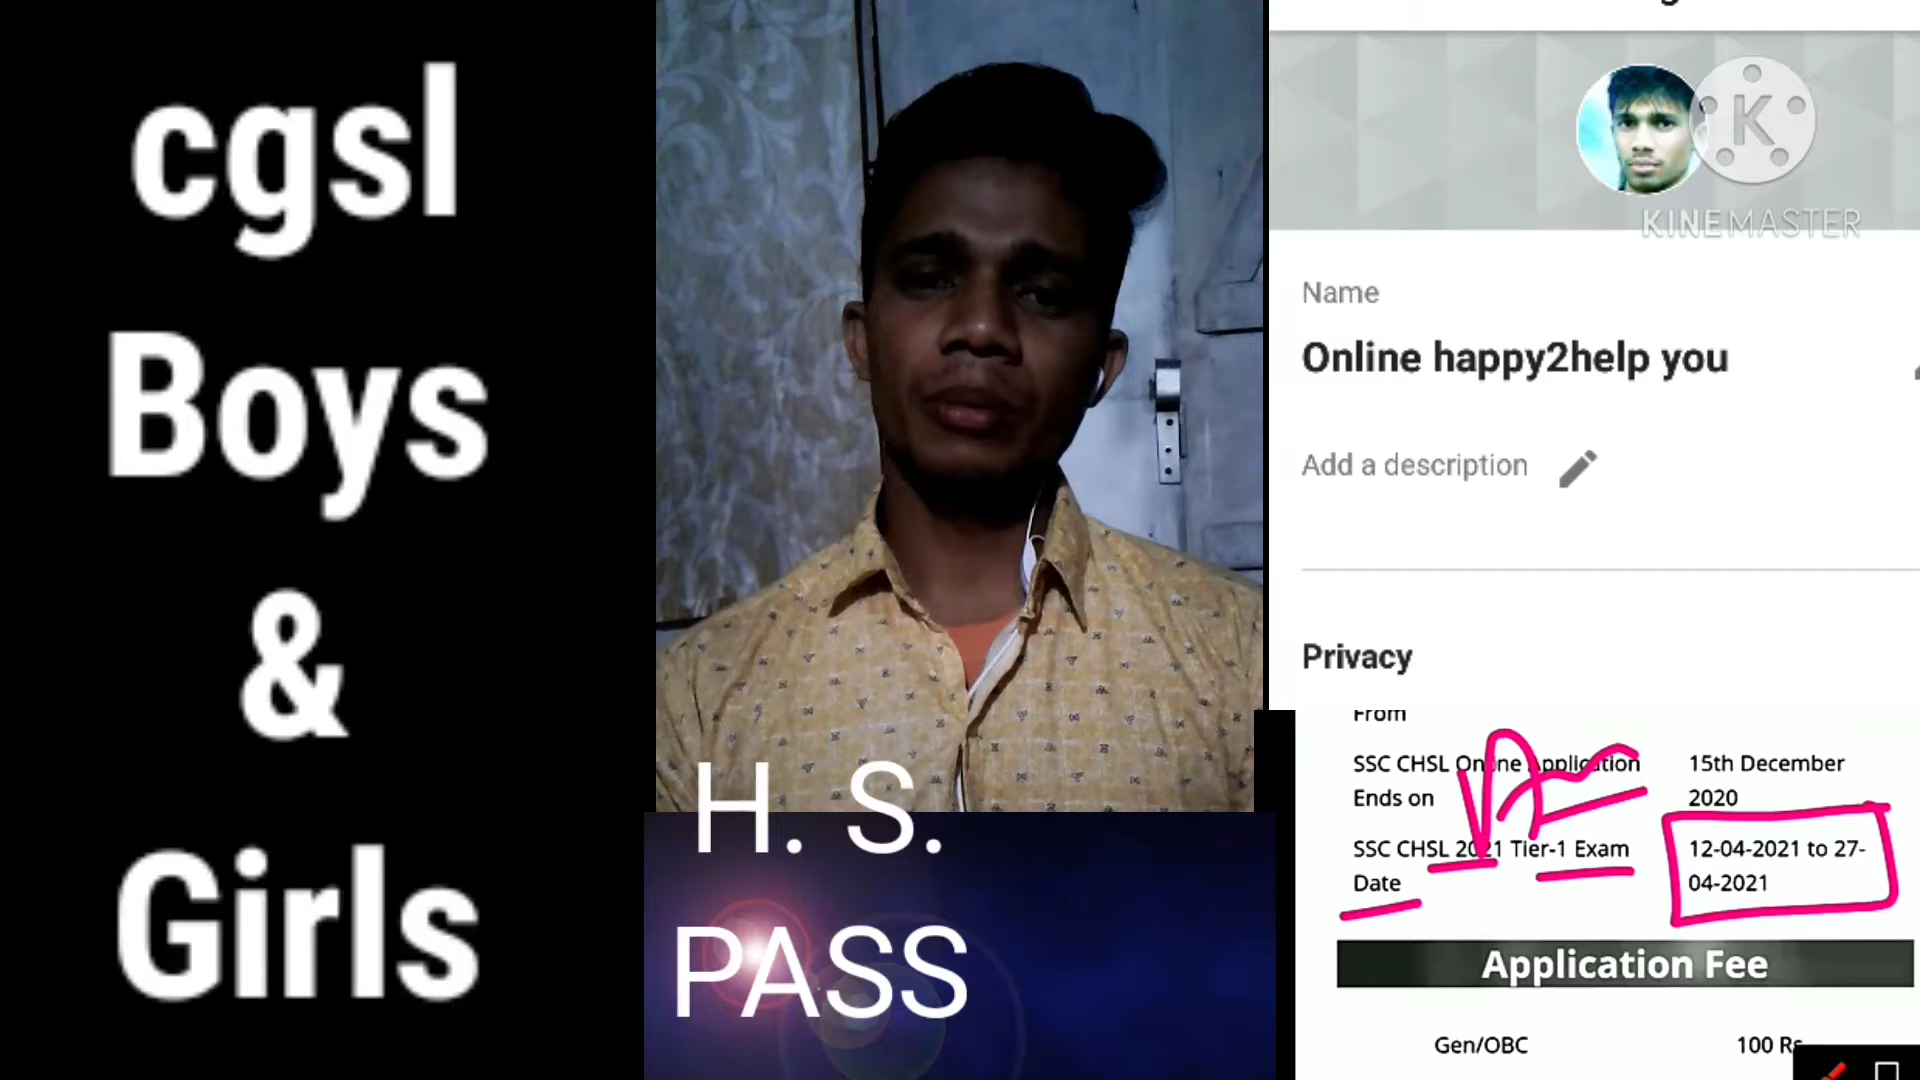 cgsl
Boys
&
Girls
H. S.
PASS
K
KINEMASTER
Name
Online happy2help you
Add a description
Privacy
From
SSC CHSL Online Application
Ends on
15th December
2020
SSC CHSL 2021 Tier-1 Exam
Date
12-04-2021 to 27-
04-2021
Application Fee
Gen/OBC
100 Rs